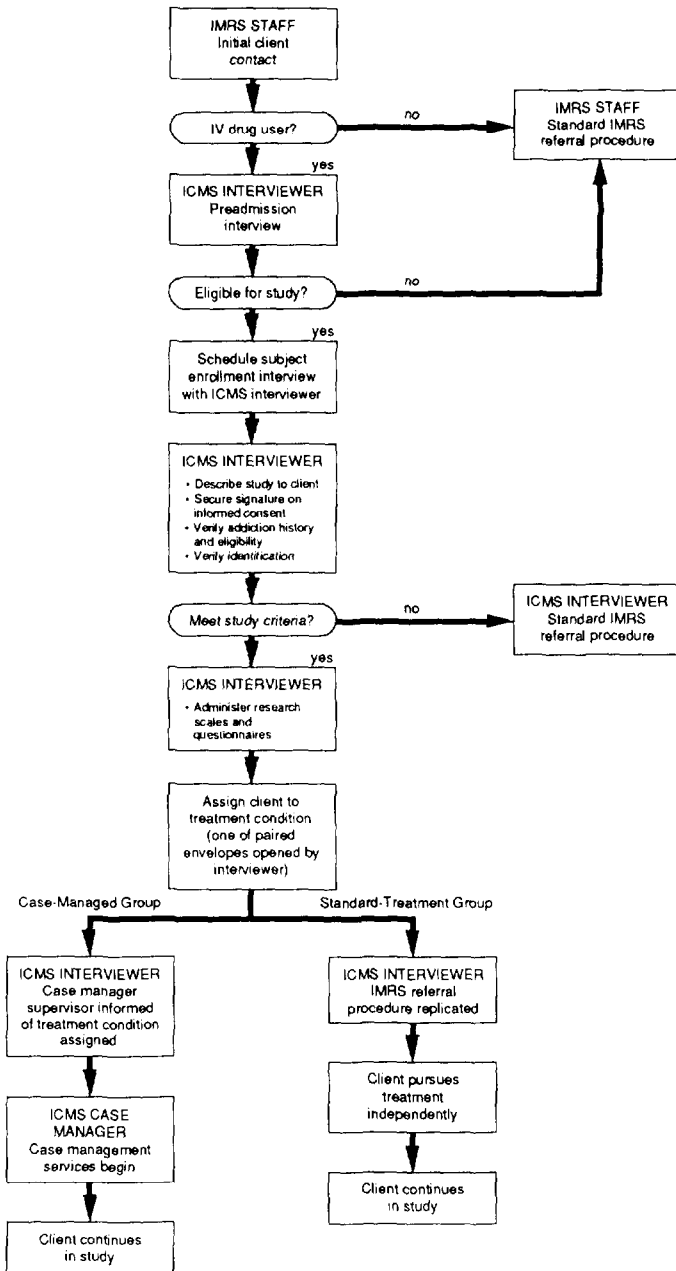 IMRS STAFF
Initial client
contact
IV drug user?
no
IMRS STAFF
Standard IMRS
referral procedure
yes
ICMS INTERVIEWER
Preadmission
interview
Eligible for study?
no
yes
Schedule subject
enrollment interview
with ICMS interviewer
ICMS INTERVIEWER
• Describe study to client
• Secure signature on
informed consent
• Verify addiction history
and eligibility
• Verify identification
Meet study criteria?
no
ICMS INTERVIEWER
Standard IMRS
referral procedure
yes
ICMS INTERVIEWER
• Administer research
scales and
questionnaires
Assign client to
treatment condition
(one of paired
envelopes opened by
interviewer)
Case-Managed Group
Standard-Treatment Group
ICMS INTERVIEWER
Case manager
supervisor informed
of treatment condition
assigned
ICMS INTERVIEWER
IMRS referral
procedure replicated
ICMS CASE
MANAGER
Case management
services begin
Client pursues
treatment
independently
Client continues
in study
Client continues
in study